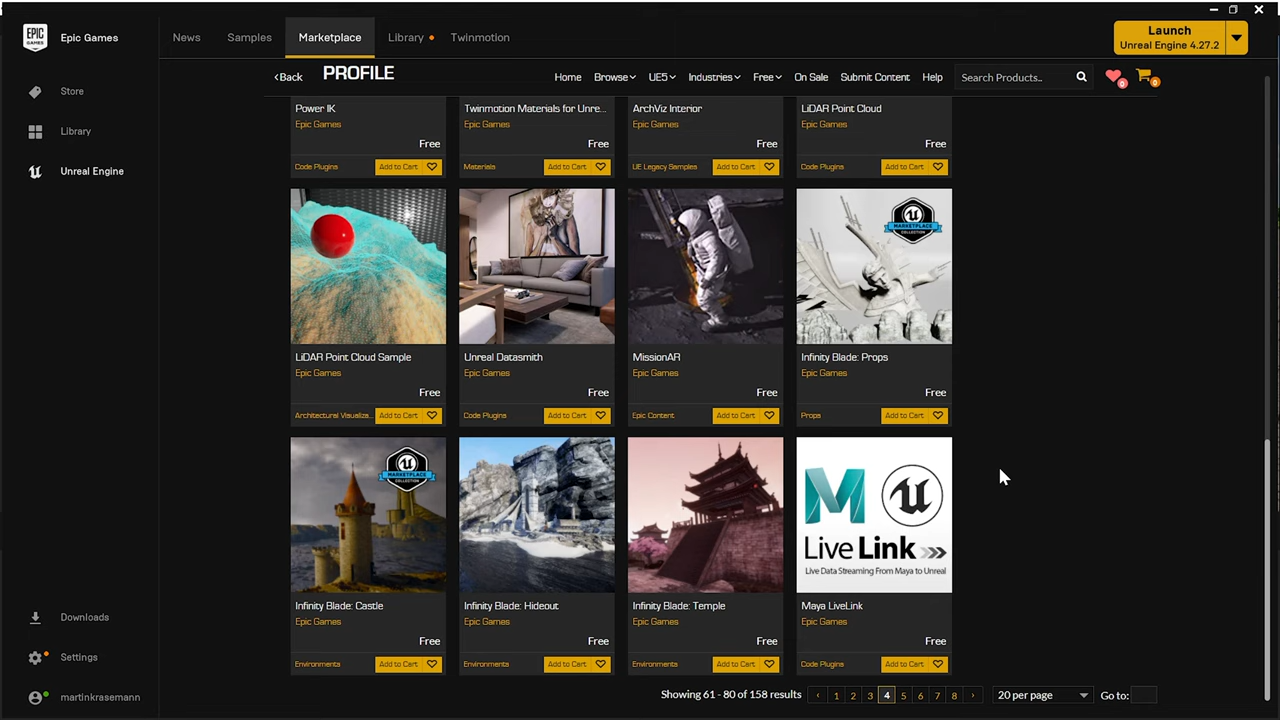 EPIC GAMES
Epic Games
News
Samples
Marketplace
Library
Twinmotion
Launch
Unreal Engine 4.27.2
Store
Library
Unreal Engine
Downloads
Settings
martinkrasemann
Back
PROFILE
Home
Browse
UE5
Industries
Free
On Sale
Submit Content
Help
Search Products..
0
0
Power IK
Epic Games
Free
Code Plugins
Add to Cart
Twinmotion Materials for Unre...
Epic Games
Free
Materials
Add to Cart
ArchViz Interior
Epic Games
Free
UE Legacy Samples
Add to Cart
LiDAR Point Cloud
Epic Games
Free
Code Plugins
Add to Cart
LiDAR Point Cloud Sample
Epic Games
Free
Architectural Visualiza...
Add to Cart
Unreal Datasmith
Epic Games
Free
Code Plugins
Add to Cart
MissionAR
Epic Games
Free
Epic Content
Add to Cart
MARKETPLACE
COLLECTION
Infinity Blade: Props
Epic Games
Free
Props
Add to Cart
MARKETPLACE
COLLECTION
Infinity Blade: Castle
Epic Games
Free
Environments
Add to Cart
Infinity Blade: Hideout
Epic Games
Free
Environments
Add to Cart
Infinity Blade: Temple
Epic Games
Free
Environments
Add to Cart
Live Link >>>
Live Data Streaming From Maya to Unreal
Maya LiveLink
Epic Games
Free
Code Plugins
Add to Cart
Showing 61 - 80 of 158 results
‹ 1 2 3 4 5 6 7 8 ›
20 per page
Go to: